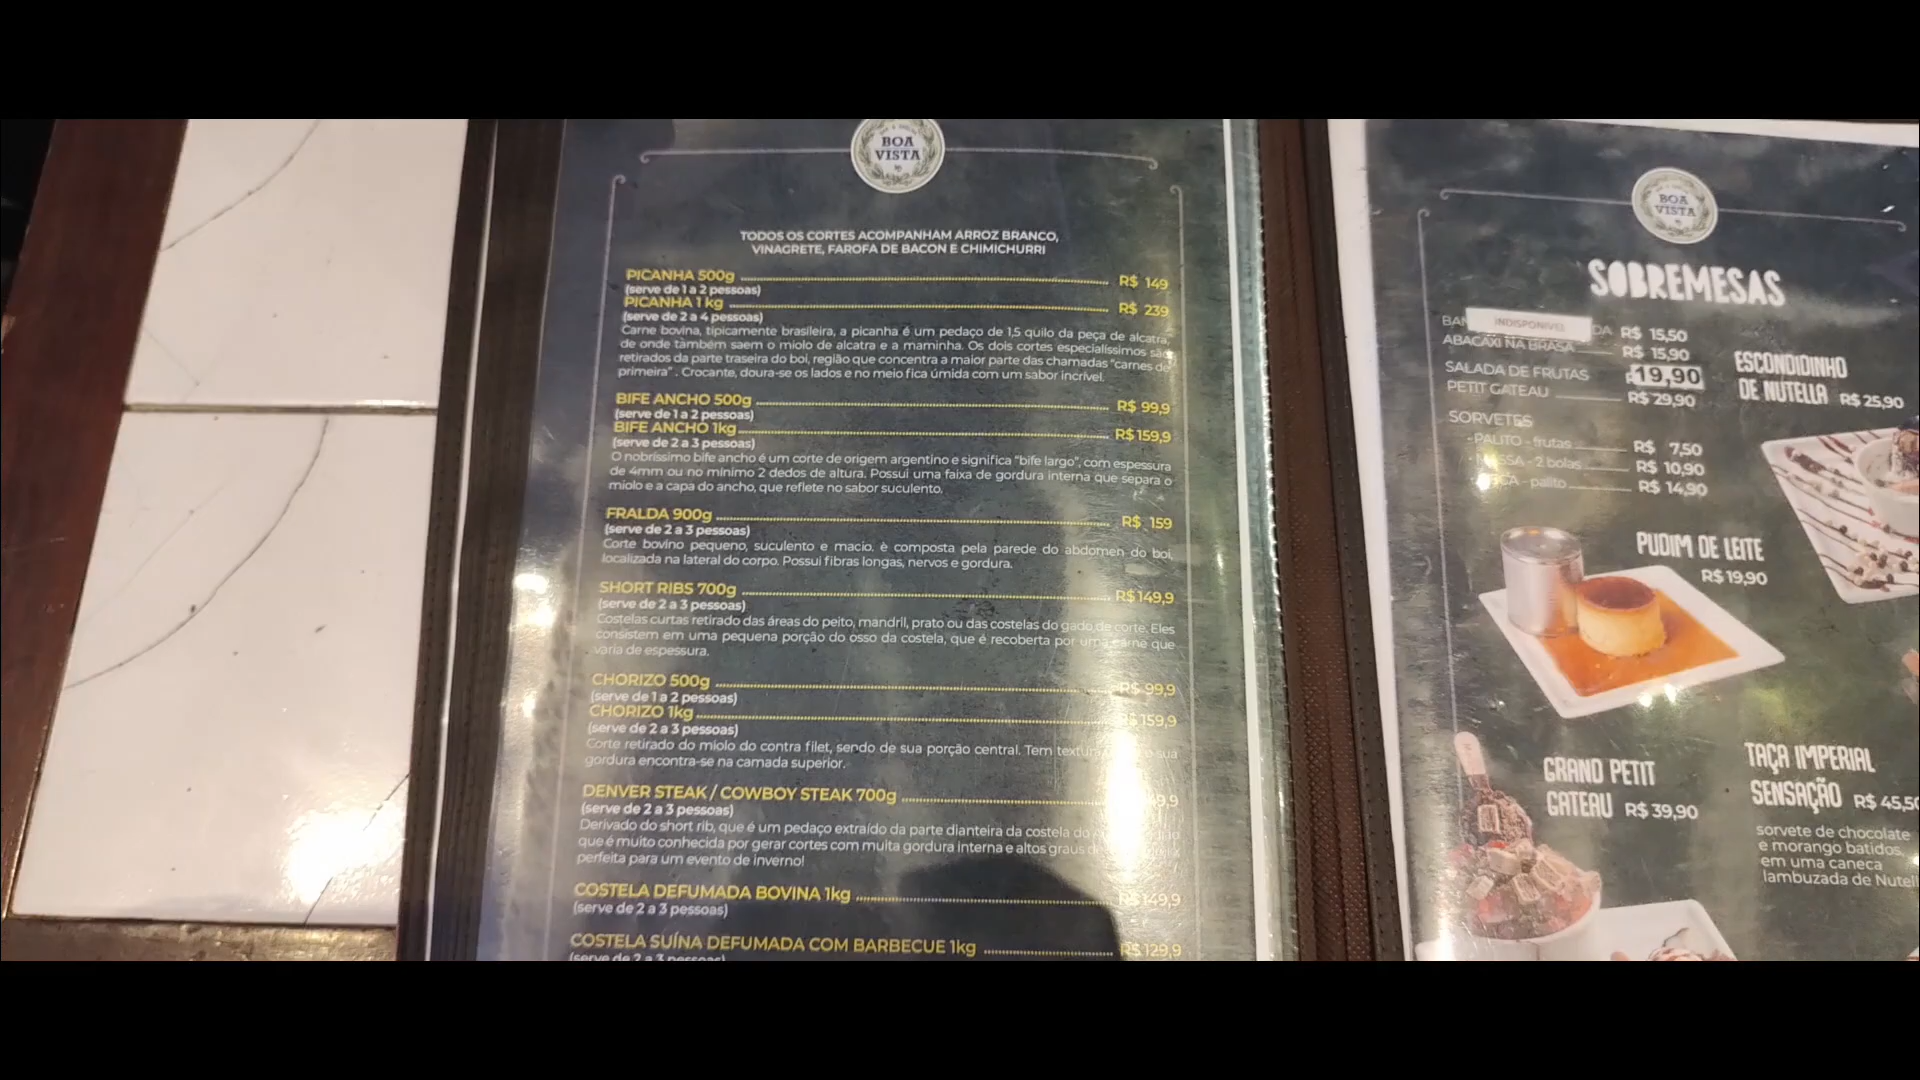 BOA
VISTA
TODOS OS CORTES ACOMPANHAM ARROZ BRANCO,
VINAGRETE, FAROFA DE BACON E CHIMICHURRI
PICANHA 500g R$ 149
(serve de 1 a 2 pessoas)
PICANHA 1 kg R$ 239
(serve de 2 a 4 pessoas)
Carne bovina, tipicamente brasileira, a picanha é um pedaço de 1,5 quilo da peça de alcatra,
de onde também saem o miolo de alcatra e a maminha. Os dois cortes especialíssimos são
retirados da parte traseira do boi, região que concentra a maior parte das chamadas "carnes de
primeira" . Crocante, doura-se os lados e no meio fica úmida com um sabor incrível.
BIFE ANCHO 500g R$ 99,9
(serve de 1 a 2 pessoas)
BIFE ANCHO 1kg R$ 159,9
(serve de 2 a 3 pessoas)
O nobríssimo bife ancho é um corte de origem argentino e significa "bife largo", com espessura
de 4mm ou no mínimo 2 dedos de altura. Possui uma faixa de gordura interna que separa o
miolo e a capa do ancho, que reflete no sabor suculento.
FRALDA 900g R$ 159
(serve de 2 a 3 pessoas)
Corte bovino pequeno, suculento e macio. è composta pela parede do abdomen do boi,
localizada na lateral do corpo. Possui fibras longas, nervos e gordura.
SHORT RIBS 700g R$ 149,9
(serve de 2 a 3 pessoas)
Costelas curtas retirado das áreas do peito, mandril, prato ou das costelas do gado de corte. Eles
consistem em uma pequena porção do osso da costela, que é recoberta por uma carne que
varia de espessura.
CHORIZO 500g R$ 99,9
(serve de 1 a 2 pessoas)
CHORIZO 1kg R$ 159,9
(serve de 2 a 3 pessoas)
Corte retirado do miolo do contra filet, sendo de sua porção central. Tem sua
gordura encontra-se na camada superior.
DENVER STEAK / COWBOY STEAK 700g
(serve de 2 a 3 pessoas)
Derivado do short rib, que é um pedaço extraído da parte dianteira da costela do
que é muito conhecida por gerar cortes com muita gordura interna e altos graus
perfeita para um evento de inverno!
COSTELA DEFUMADA BOVINA 1kg R$ 149,9
(serve de 2 a 3 pessoas)
COSTELA SUÍNA DEFUMADA COM BARBECUE 1kg R$ 129,9
(serve de 2 a 3 pessoas)
BOA
VISTA
SOBREMESAS
INDISPONÍVEL R$ 15,50
ABACAXI NA BRASA R$ 15,90
SALADA DE FRUTAS 19,90
PETIT GATEAU R$ 29,90
SORVETES
- PALITO - frutas R$ 7,50
- 2 bolas R$ 10,90
- palito R$ 14,90
ESCONDIDINHO
DE NUTELLA R$ 25,90
PUDIM DE LEITE
R$ 19,90
GRAND PETIT
GATEAU R$ 39,90
TAÇA IMPERIAL
SENSAÇÃO R$ 45,50
sorvete de chocolate
e morango batidos,
em uma caneca
lambuzada de